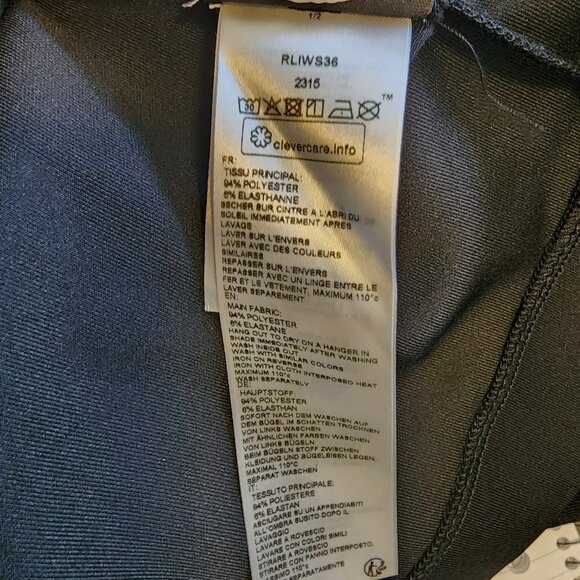 1/2
RLIWS36
2315
30
TM
clevercare.info
FR:
TISSU PRINCIPAL:
94% POLYESTER
6% ELASTHANNE
SECHER SUR CINTRE A L'ABRI DU
SOLEIL IMMEDIATEMENT APRES
LAVAGE
LAVER SUR L'ENVERS
LAVER AVEC DES COULEURS
SIMILAIRES
REPASSER SUR L'ENVERS
REPASSER AVEC UN LINGE ENTRE LE
FER ET LE VETEMENT, MAXIMUM 110°c
LAVER SEPAREMENT
EN:
MAIN FABRIC:
94% POLYESTER
6% ELASTANE
HANG OUT TO DRY ON A HANGER IN
SHADE IMMEDIATELY AFTER WASHING
WASH INSIDE OUT
WASH WITH SIMILAR COLORS
IRON ON REVERSE
IRON WITH CLOTH INTERPOSED HEAT
MAXIMUM 110°c
WASH SEPARATELY
DE:
HAUPTSTOFF:
94% POLYESTER
6% ELASTHAN
SOFORT NACH DEM WASCHEN AUF
DEM BÜGEL IM SCHATTEN TROCKNEN
VON LINKS WASCHEN
MIT ÄHNLICHEN FARBEN WASCHEN
VON LINKS BÜGELN
BEIM BÜGELN STOFF ZWISCHEN
KLEIDUNG UND BÜGELEISEN LEGEN.
MAXIMAL 110°C
SEPARAT WASCHEN
IT:
TESSUTO PRINCIPALE:
94% POLIESTERE
6% ELASTAN
ASCIUGARE SU UN APPENDIABITI
ALL'OMBRA SUBITO DOPO IL
LAVAGGIO
LAVARE A ROVESCIO
LAVARE CON COLORI SIMILI
STIRARE A ROVESCIO
STIRARE CON PANNO INTERPOSTO,
110°c
SEPARATAMENTE